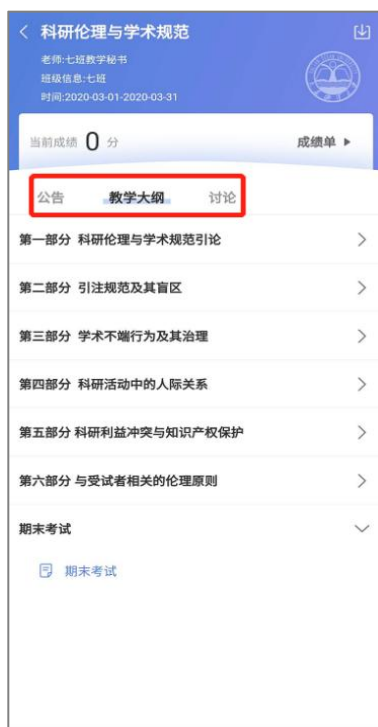 科研伦理与学术规范
老师:七班教学秘书
班级信息:七班
时间:2020-03-01-2020-03-31
当前成绩 0 分 成绩单
公告 教学大纲 讨论
第一部分 科研伦理与学术规范引论
第二部分 引注规范及其盲区
第三部分 学术不端行为及其治理
第四部分 科研活动中的人际关系
第五部分 科研利益冲突与知识产权保护
第六部分 与受试者相关的伦理原则
期末考试
期末考试